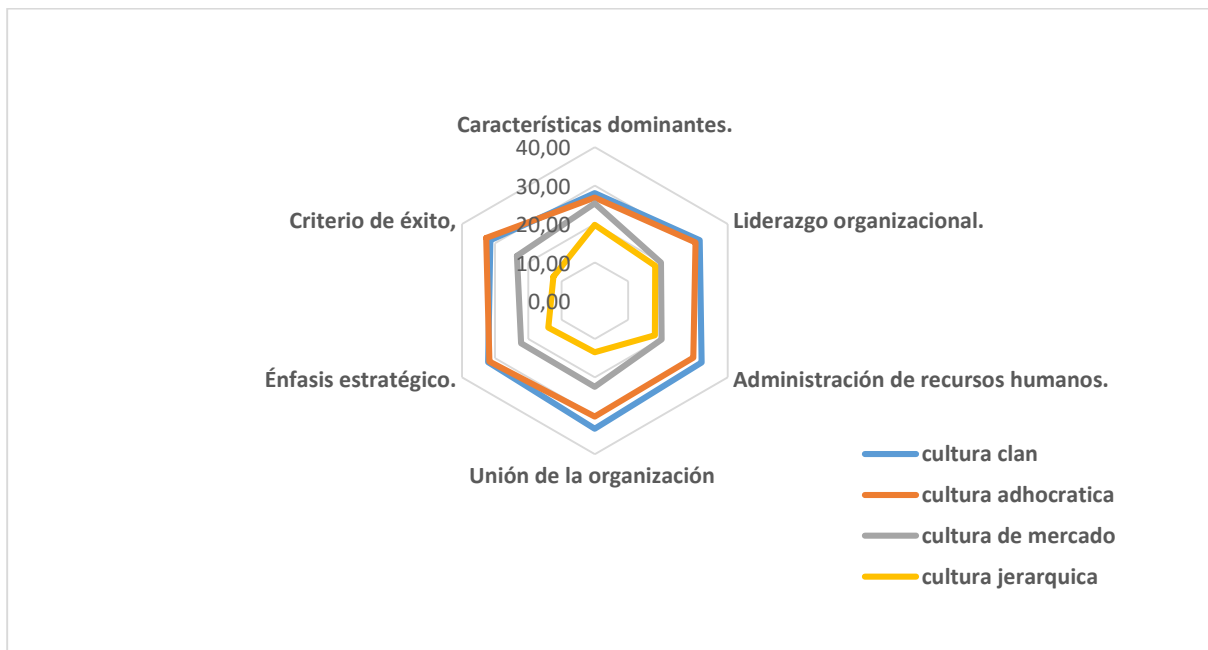 Características dominantes.
40,00
30,00
20,00
10,00
0,00
Criterio de éxito,
Liderazgo organizacional.
Énfasis estratégico.
Administración de recursos humanos.
Unión de la organización
cultura clan
cultura adhocratica
cultura de mercado
cultura jerarquica